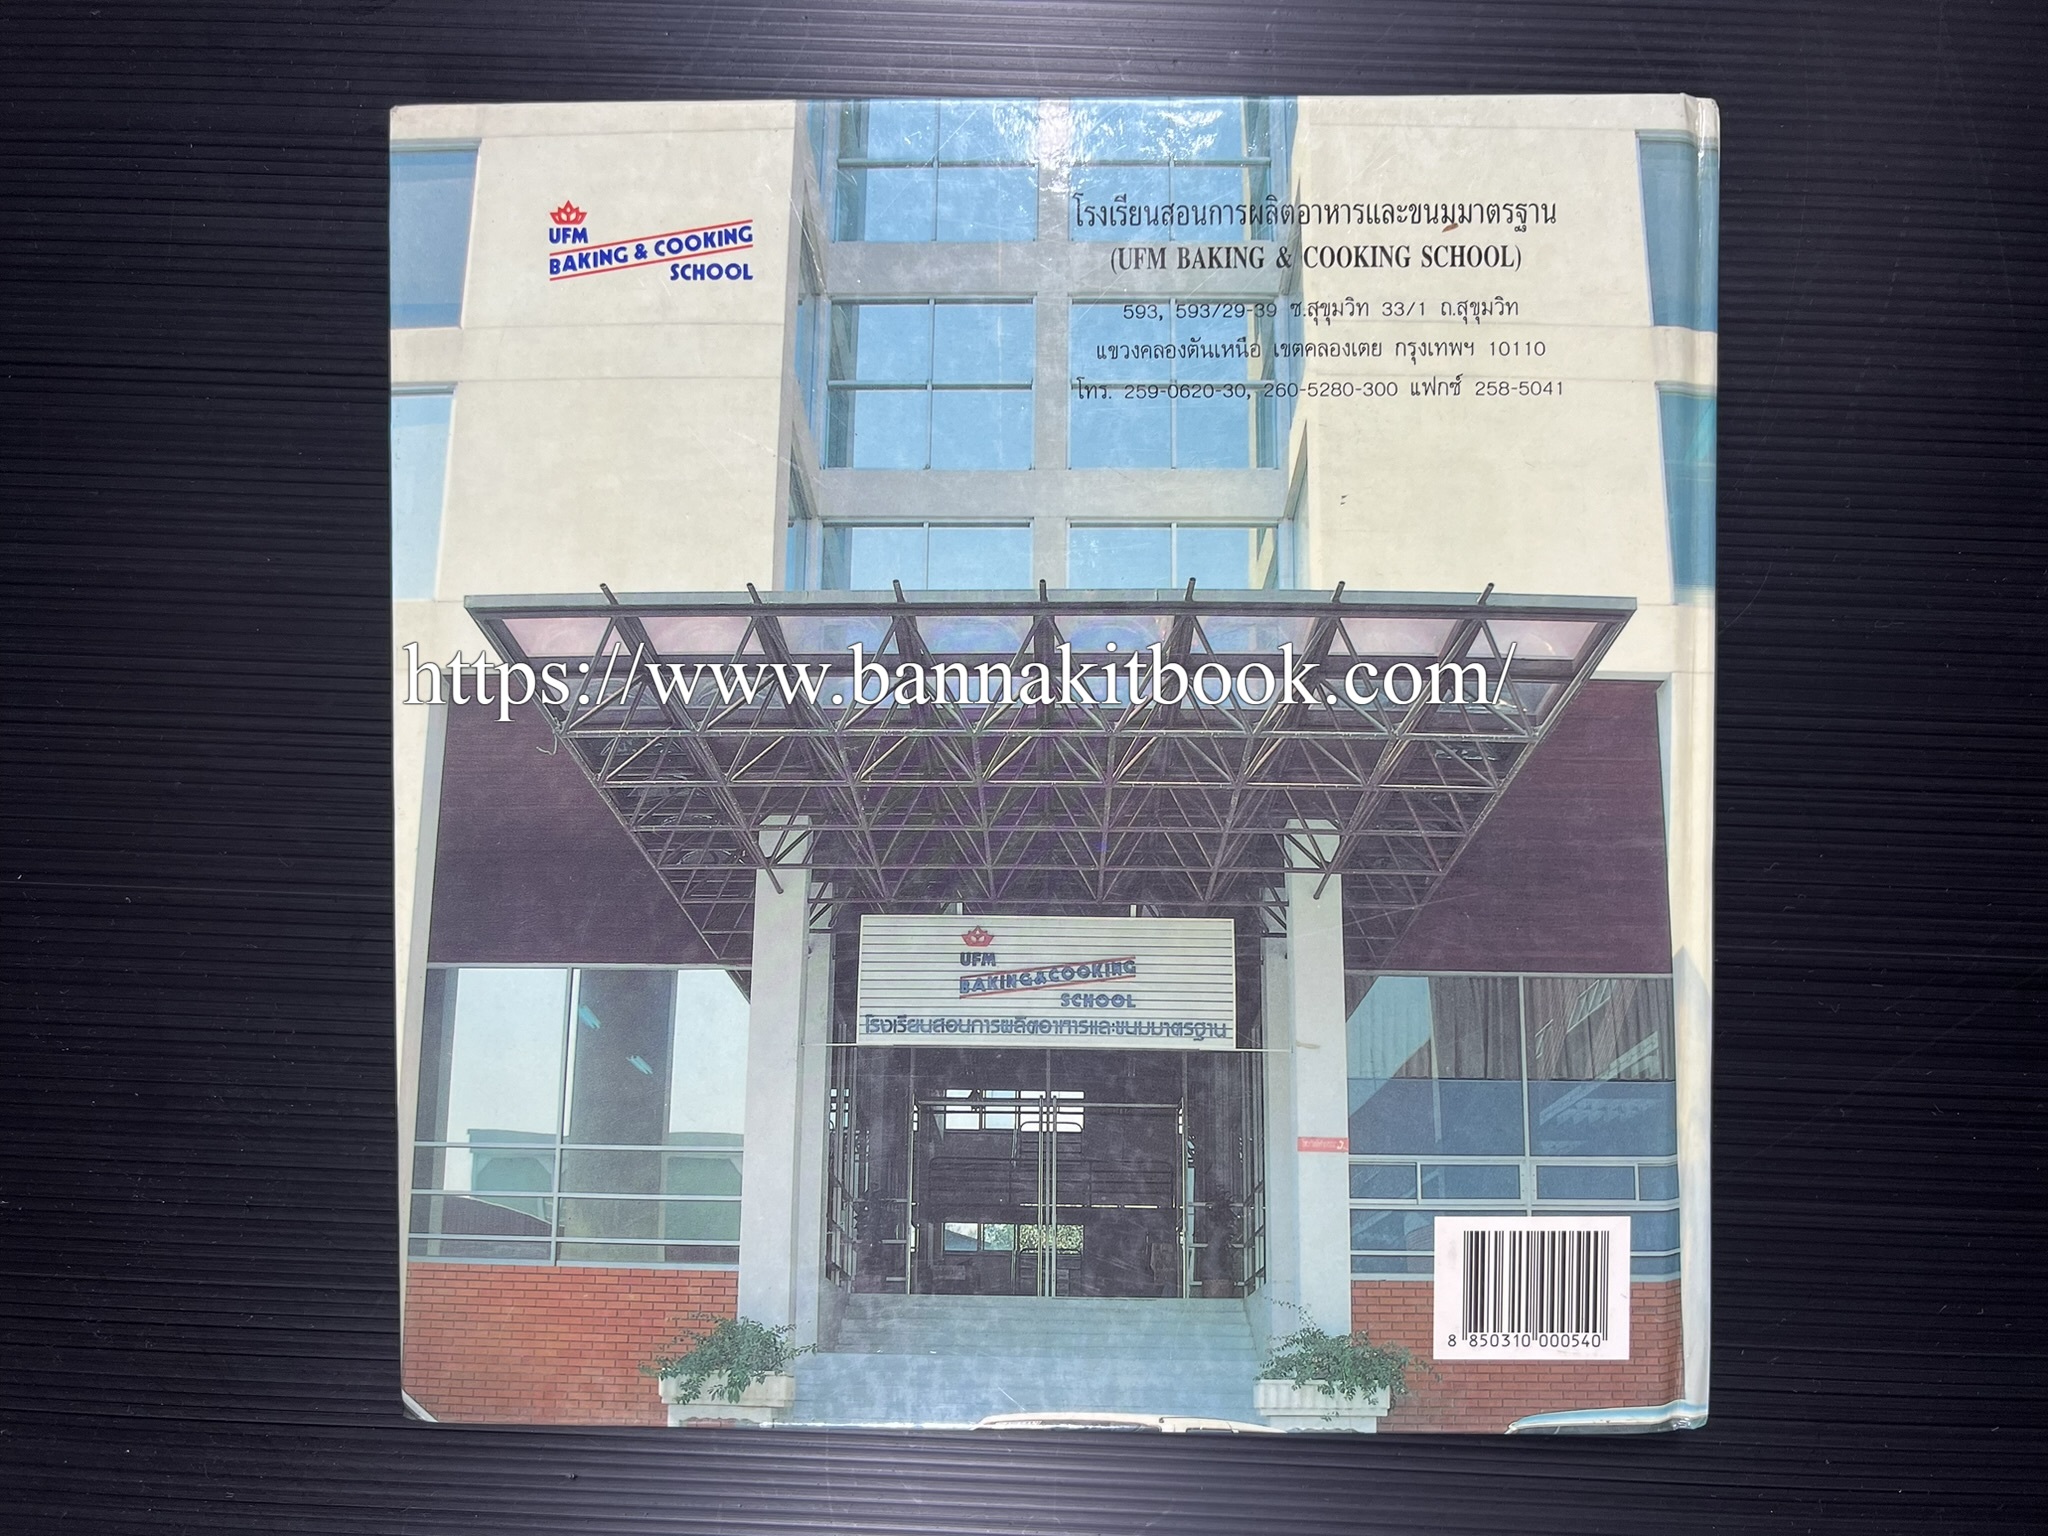 UFM
BAKING & COOKING
SCHOOL
โรงเรียนสอนการผลิตอาหารและขนมมาตรฐาน
(UFM BAKING & COOKING SCHOOL)
593, 593/29-39 ซ.สุขุมวิท 33/1 ถ.สุขุมวิท
แขวงคลองตันเหนือ เขตคลองเตย กรุงเทพฯ 10110
โทร. 259-0620-30, 260-5280-300 แฟกซ์ 258-5041
https://www.bannakitbook.com/
UFM
BAKING&COOKING
SCHOOL
โรงเรียนสอนการผลิตอาหารและขนมมาตรฐาน
8 850310 000540